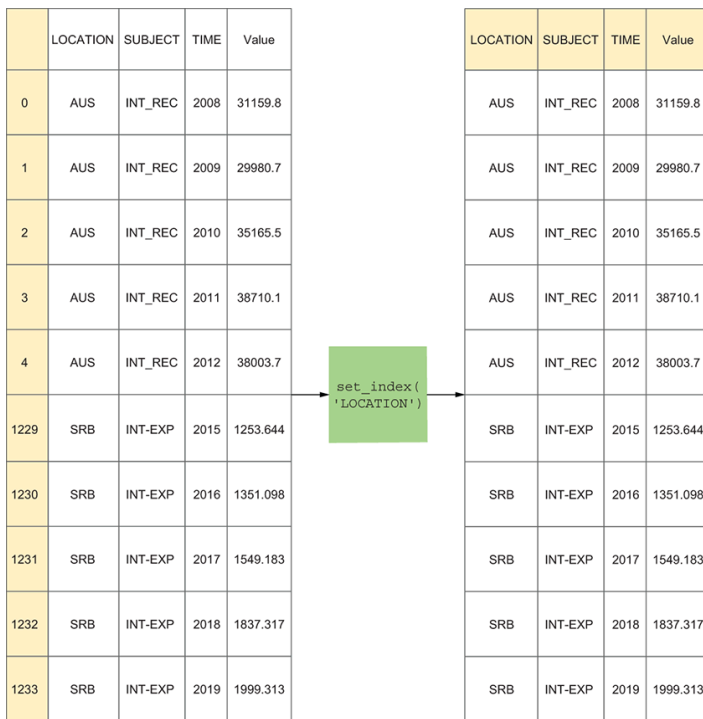 LOCATION SUBJECT TIME Value
0 AUS INT_REC 2008 31159.8
1 AUS INT_REC 2009 29980.7
2 AUS INT_REC 2010 35165.5
3 AUS INT_REC 2011 38710.1
4 AUS INT_REC 2012 38003.7
1229 SRB INT-EXP 2015 1253.644
1230 SRB INT-EXP 2016 1351.098
1231 SRB INT-EXP 2017 1549.183
1232 SRB INT-EXP 2018 1837.317
1233 SRB INT-EXP 2019 1999.313
set_index(
'LOCATION')
LOCATION SUBJECT TIME Value
AUS INT_REC 2008 31159.8
AUS INT_REC 2009 29980.7
AUS INT_REC 2010 35165.5
AUS INT_REC 2011 38710.1
AUS INT_REC 2012 38003.7
SRB INT-EXP 2015 1253.644
SRB INT-EXP 2016 1351.098
SRB INT-EXP 2017 1549.183
SRB INT-EXP 2018 1837.317
SRB INT-EXP 2019 1999.313